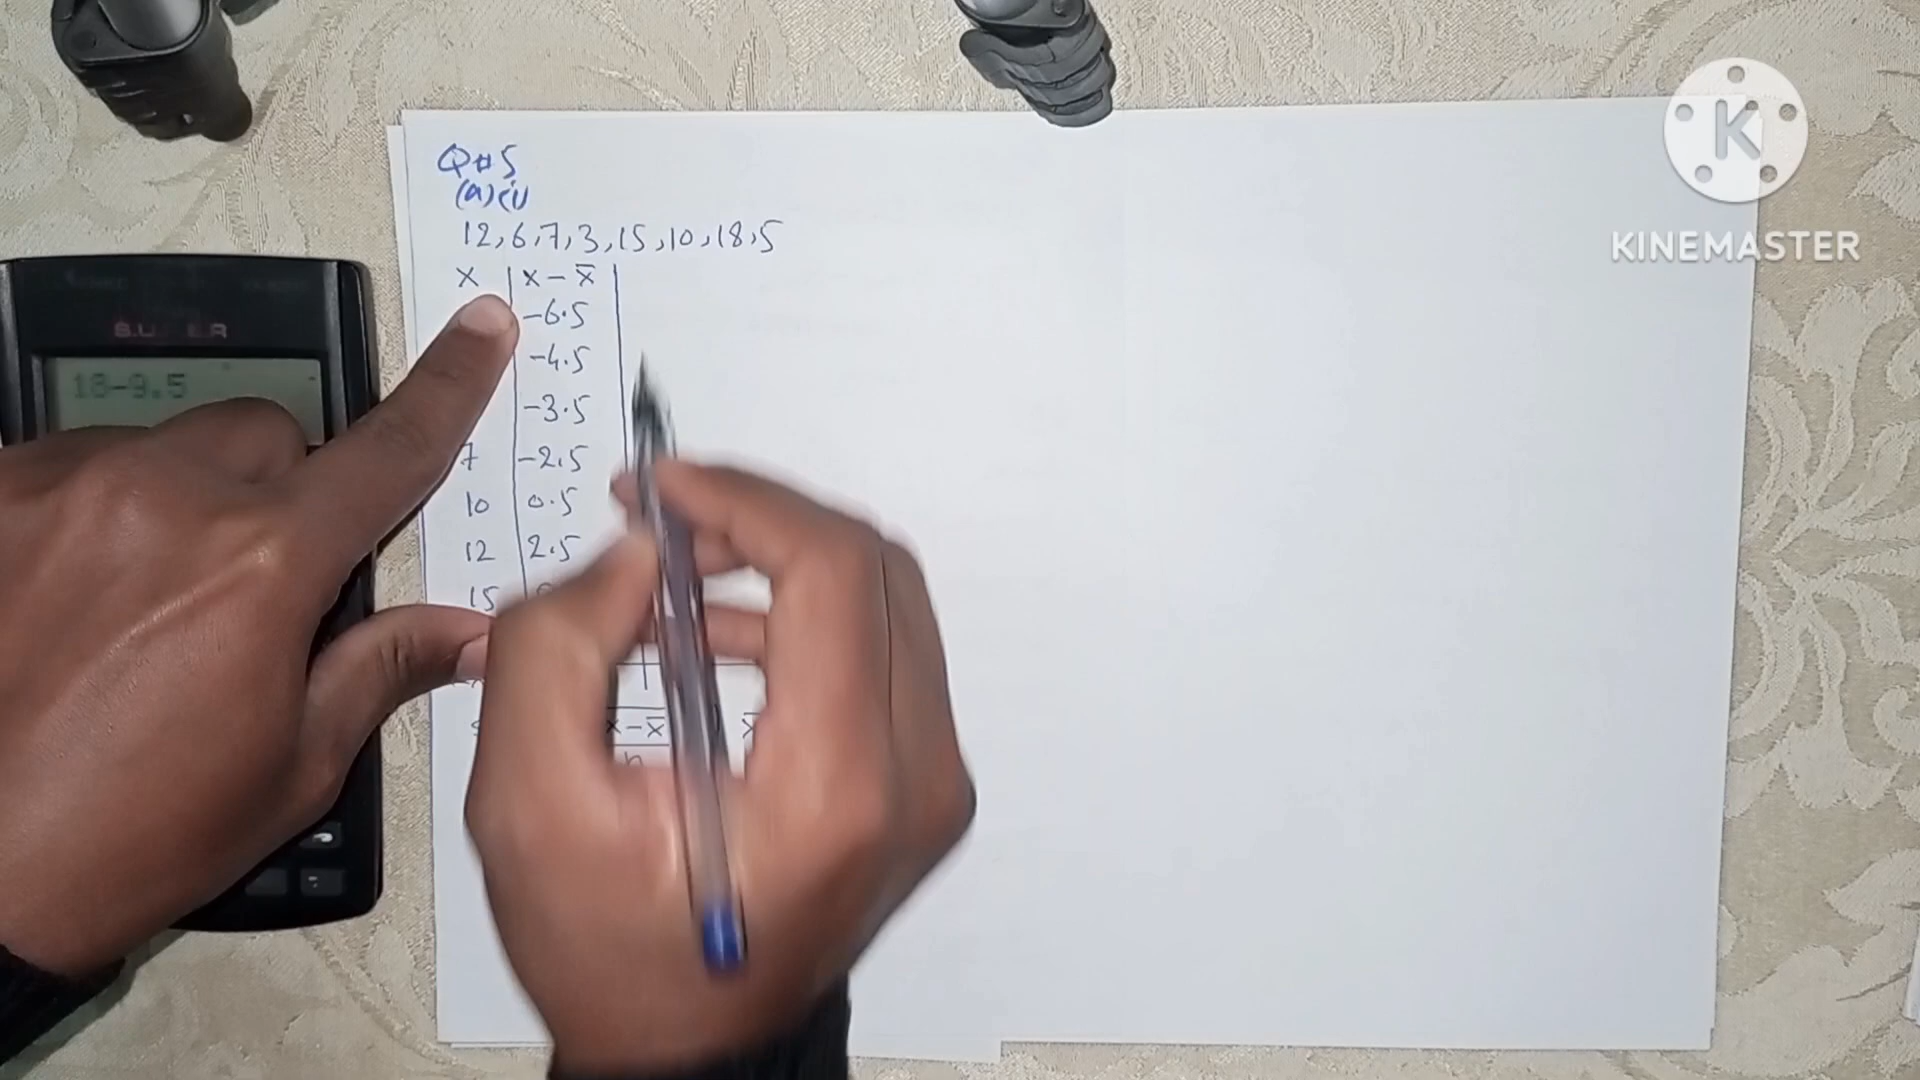 Q#5
(a)(i)
12,6,7,3,15,10,18,5
x x - x̄
-6.5
-4.5
-3.5
7 -2.5
10 0.5
12 2.5
15
x - x̄ x̄
n
18-9.5
SUPER
K
KINEMASTER